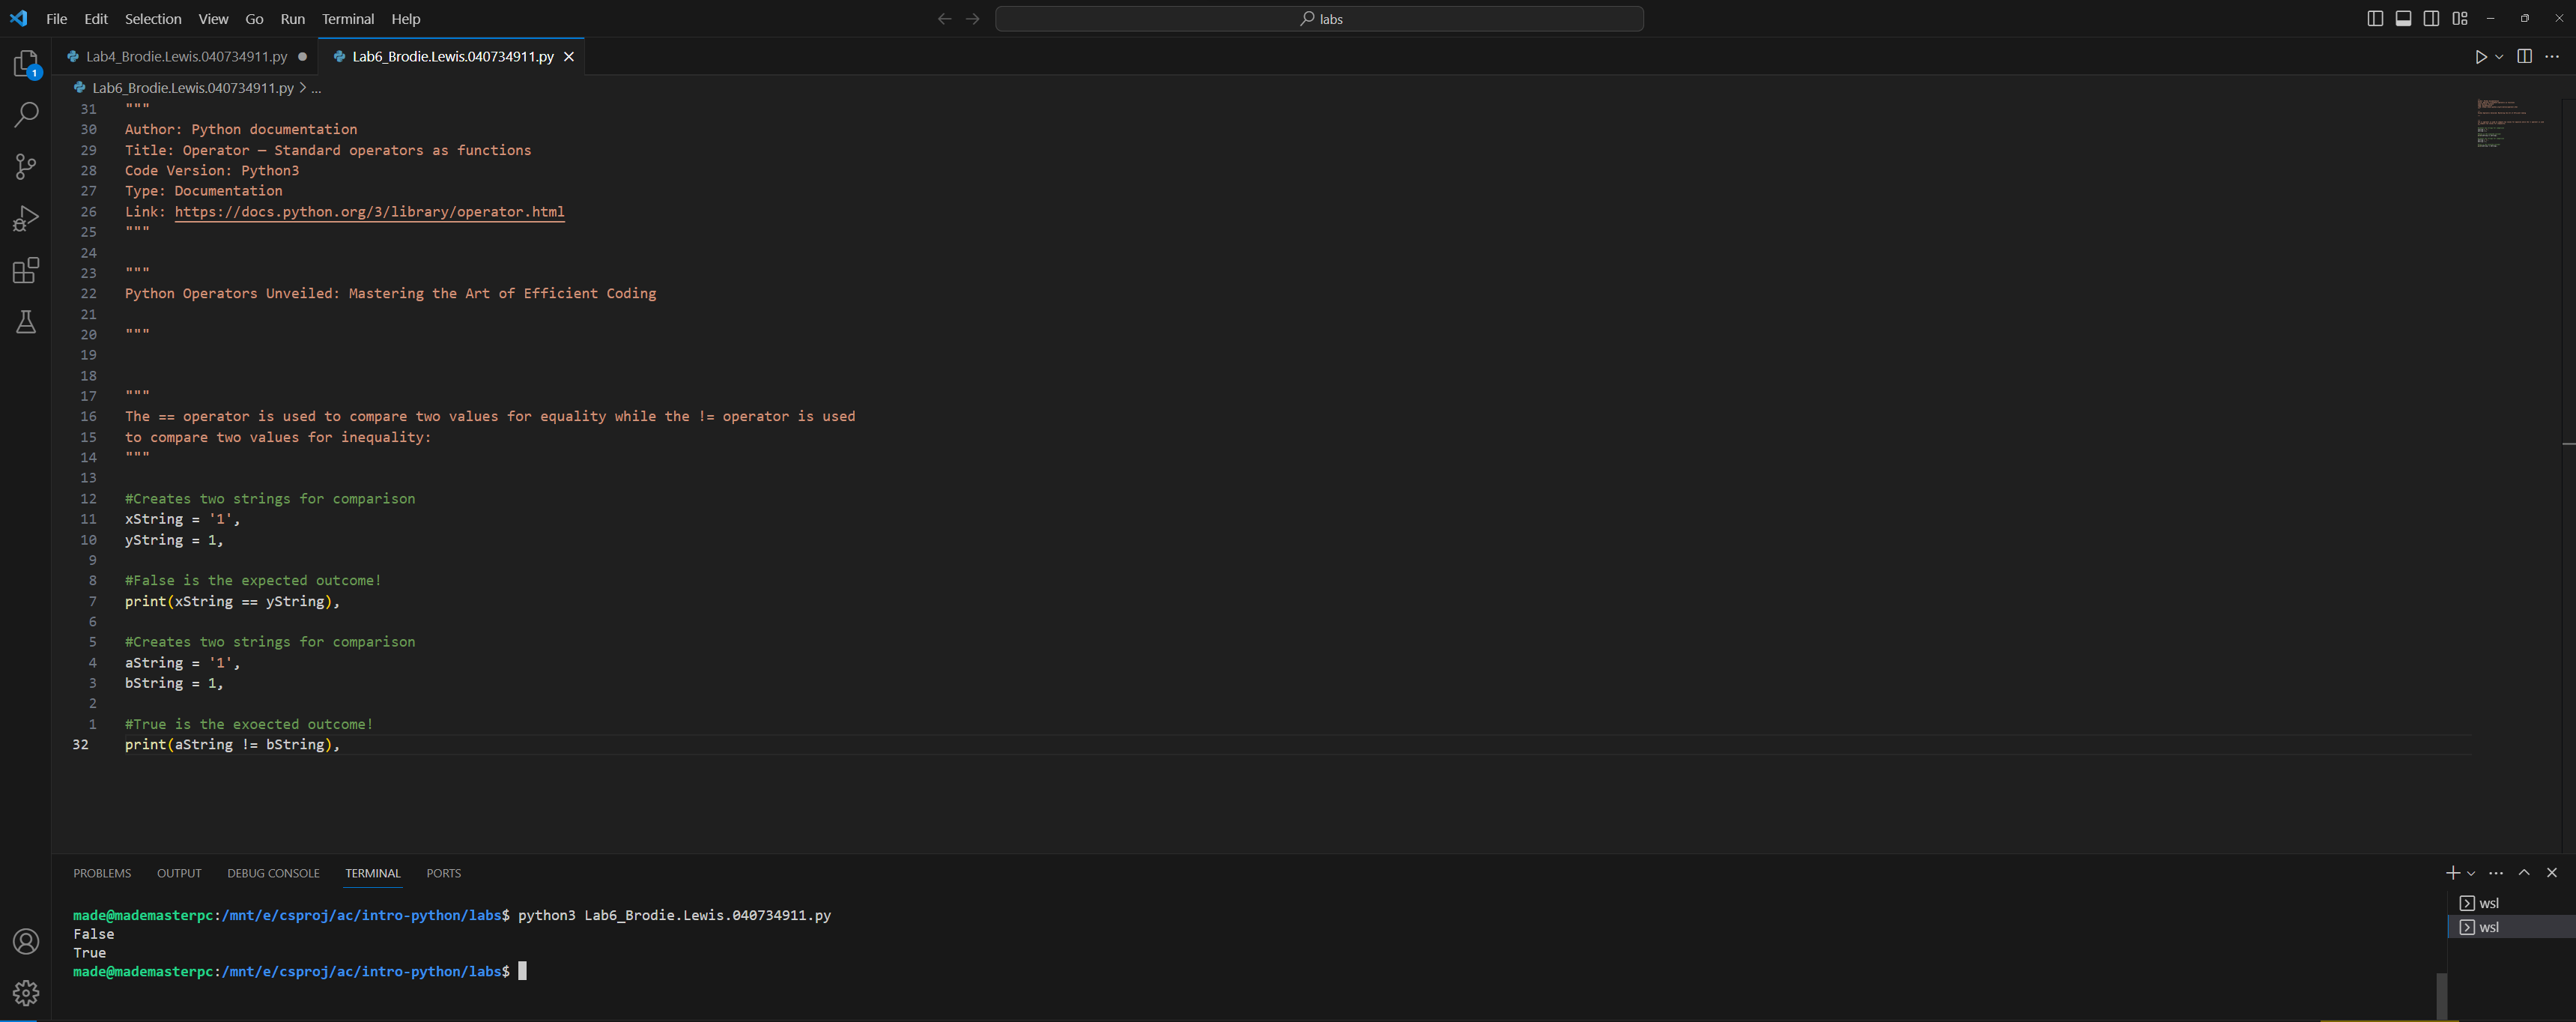 File Edit Selection View Go Run Terminal Help
labs
Lab4_Brodie.Lewis.040734911.py
Lab6_Brodie.Lewis.040734911.py
1
Lab6_Brodie.Lewis.040734911.py > ...
31 """
30 Author: Python documentation
29 Title: Operator — Standard operators as functions
28 Code Version: Python3
27 Type: Documentation
26 Link: https://docs.python.org/3/library/operator.html
25 """
24
23 """
22 Python Operators Unveiled: Mastering the Art of Efficient Coding
21
20 """
19
18
17 """
16 The == operator is used to compare two values for equality while the != operator is used
15 to compare two values for inequality:
14 """
13
12 #Creates two strings for comparison
11 xString = '1',
10 yString = 1,
9
8 #False is the expected outcome!
7 print(xString == yString),
6
5 #Creates two strings for comparison
4 aString = '1',
3 bString = 1,
2
1 #True is the exoected outcome!
32 print(aString != bString),
PROBLEMS OUTPUT DEBUG CONSOLE TERMINAL PORTS
made@mademasterpc:/mnt/e/csproj/ac/intro-python/labs$ python3 Lab6_Brodie.Lewis.040734911.py
False
True
made@mademasterpc:/mnt/e/csproj/ac/intro-python/labs$
wsl
wsl